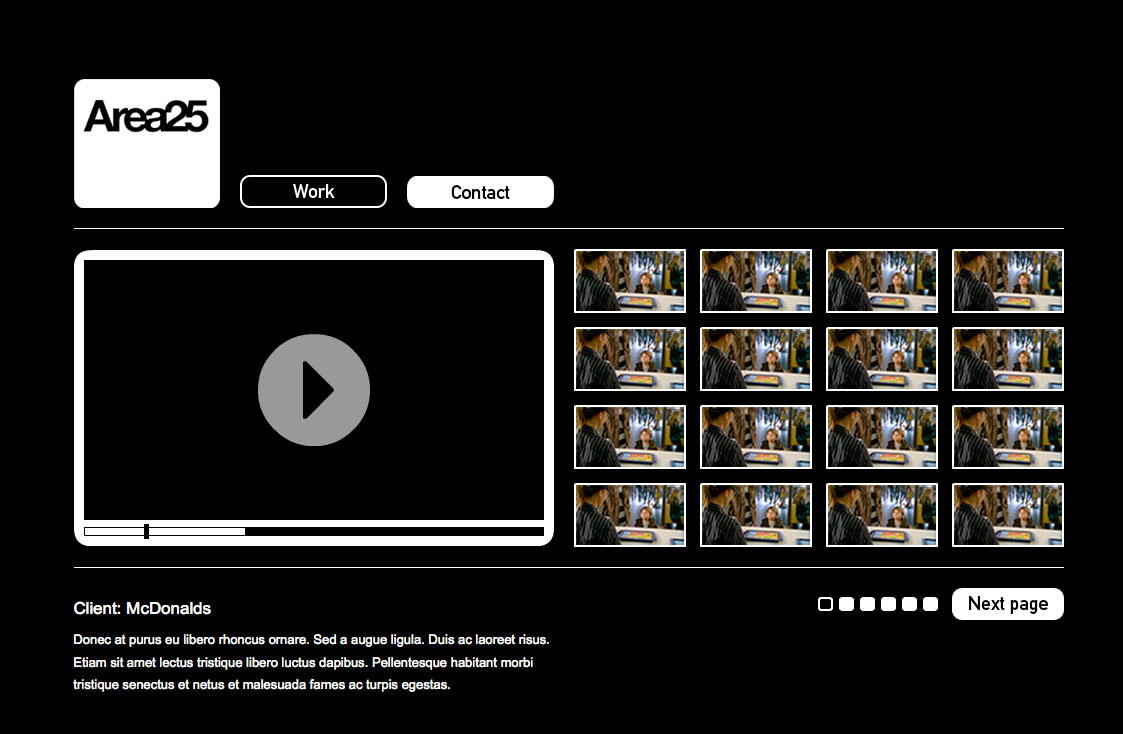 Area25
Work
Contact
Client: McDonalds
Next page
Donec at purus eu libero rhoncus ornare. Sed a augue ligula. Duis ac laoreet risus.
Etiam sit amet lectus tristique libero luctus dapibus. Pellentesque habitant morbi
tristique senectus et netus et malesuada fames ac turpis egestas.